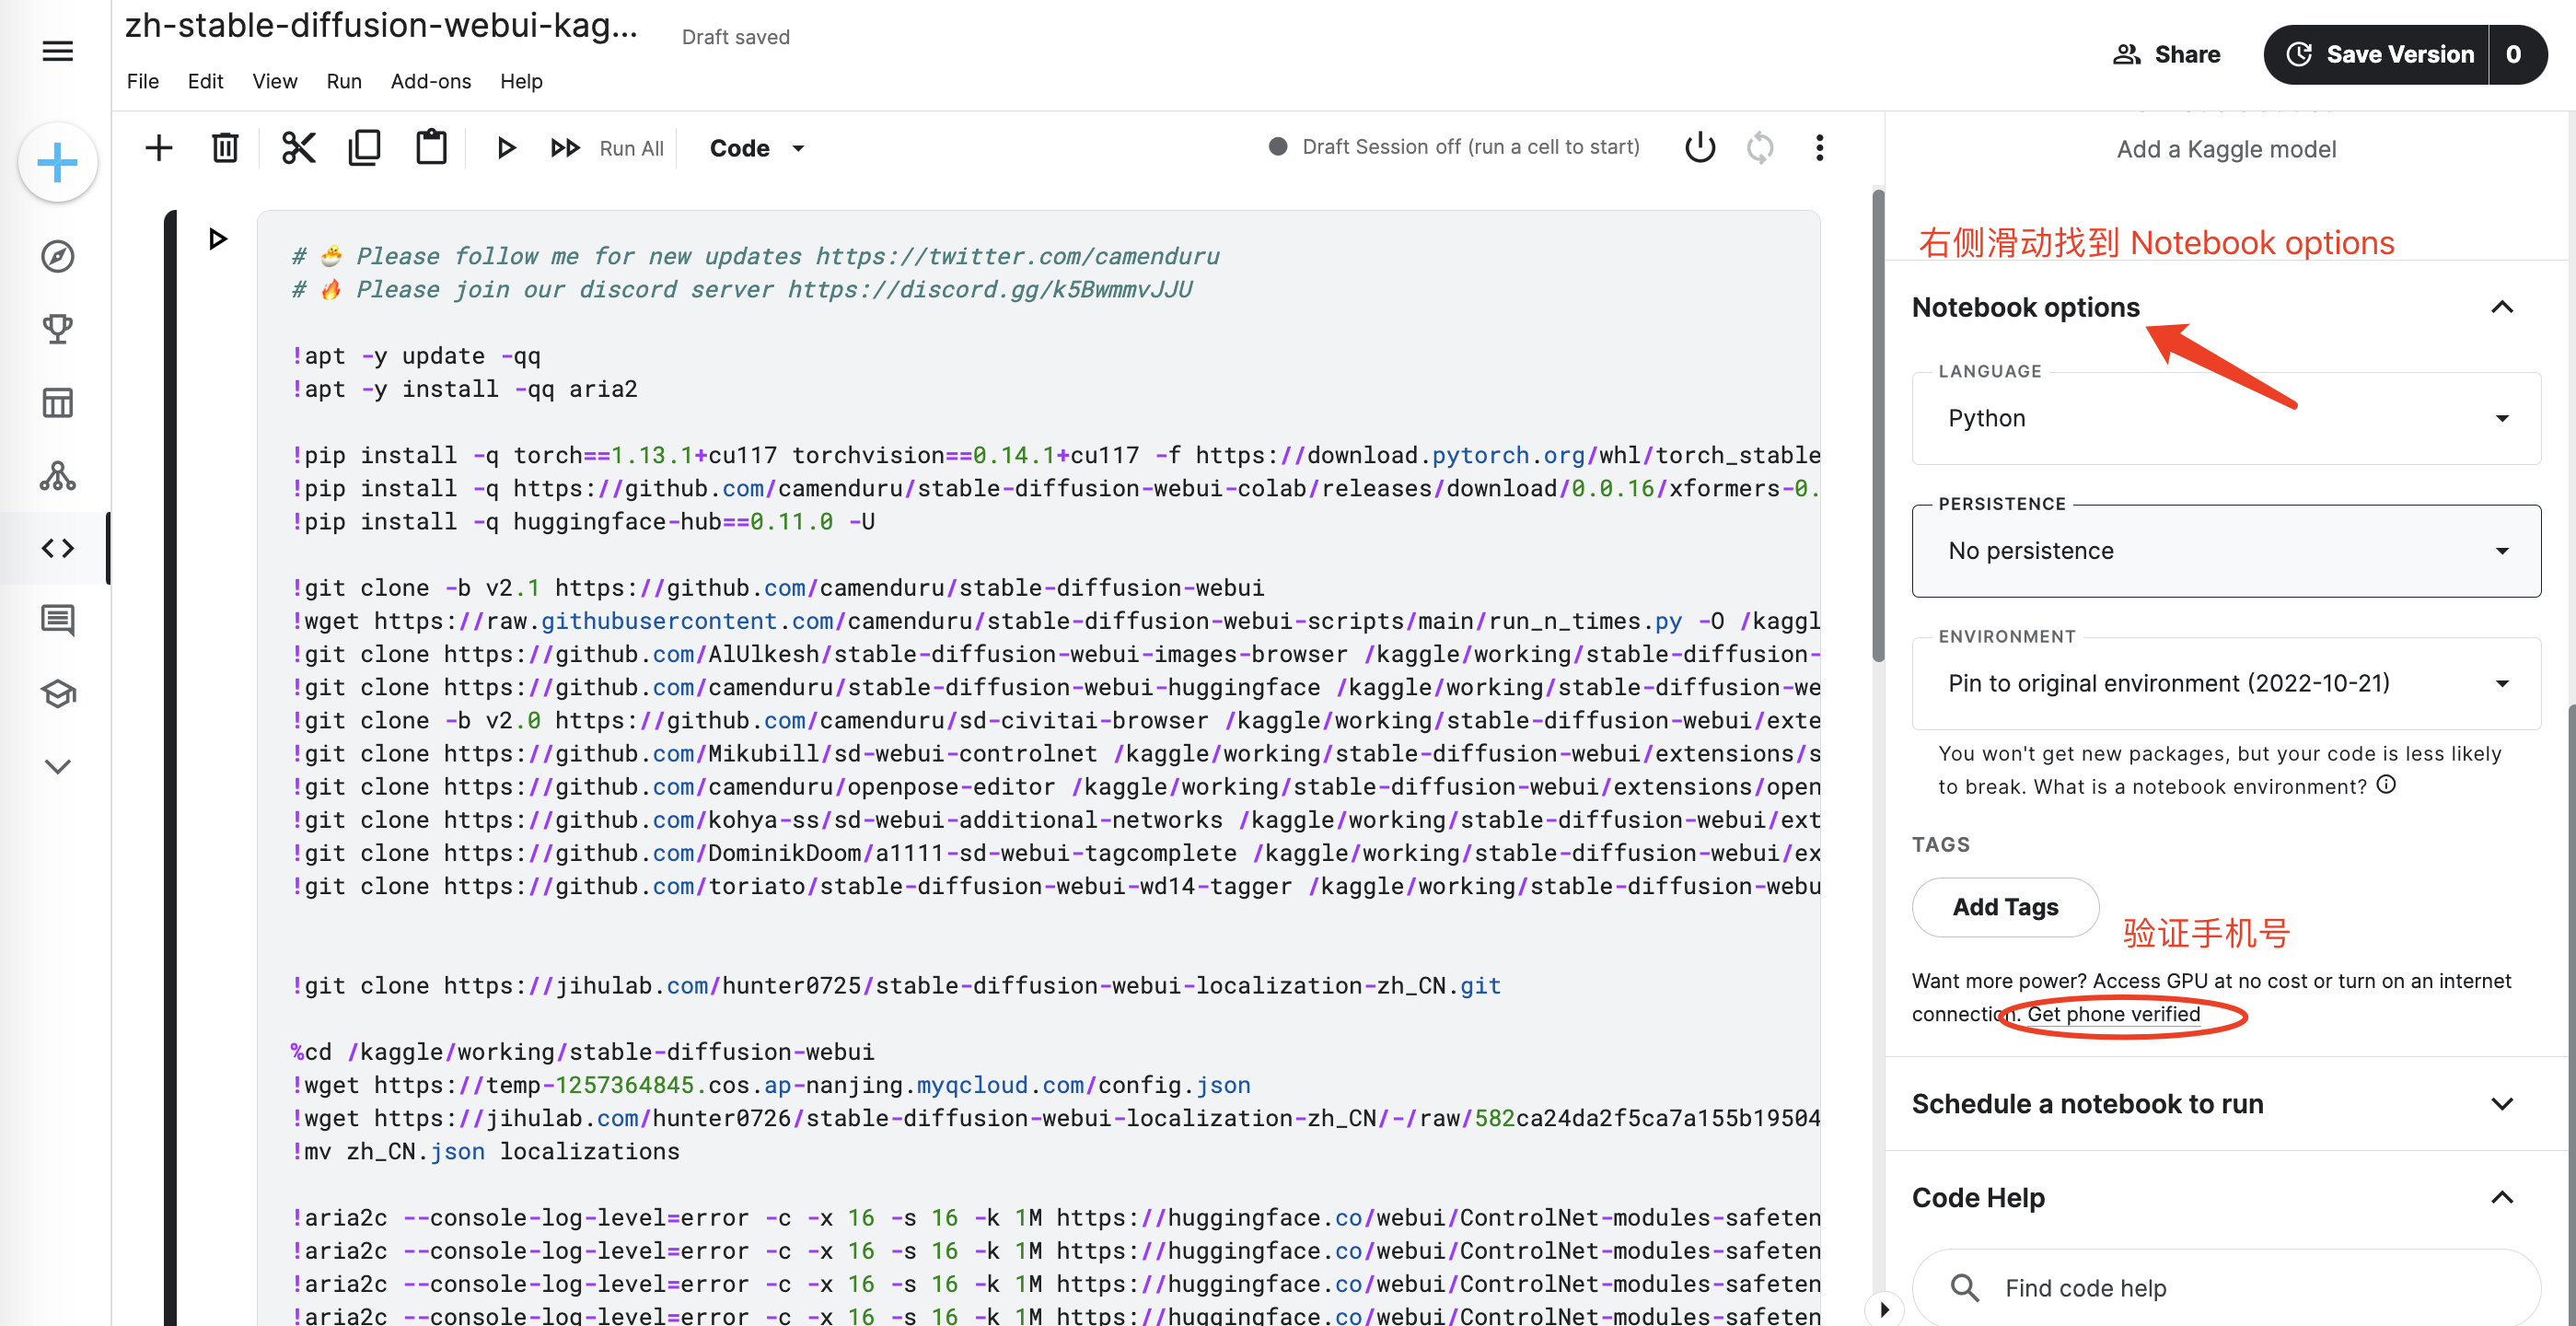 zh-stable-diffusion-webui-kag...
Draft saved
File Edit View Run Add-ons Help
Share
Save Version 0
Run All
Code
Draft Session off (run a cell to start)
# 🐣 Please follow me for new updates https://twitter.com/camenduru
# 🔥 Please join our discord server https://discord.gg/k5BwmmvJJU
!apt -y update -qq
!apt -y install -qq aria2
!pip install -q torch==1.13.1+cu117 torchvision==0.14.1+cu117 -f https://download.pytorch.org/whl/torch_stable
!pip install -q https://github.com/camenduru/stable-diffusion-webui-colab/releases/download/0.0.16/xformers-0.
!pip install -q huggingface-hub==0.11.0 -U
!git clone -b v2.1 https://github.com/camenduru/stable-diffusion-webui
!wget https://raw.githubusercontent.com/camenduru/stable-diffusion-webui-scripts/main/run_n_times.py -O /kaggl
!git clone https://github.com/AlUlkesh/stable-diffusion-webui-images-browser /kaggle/working/stable-diffusion-
!git clone https://github.com/camenduru/stable-diffusion-webui-huggingface /kaggle/working/stable-diffusion-we
!git clone -b v2.0 https://github.com/camenduru/sd-civitai-browser /kaggle/working/stable-diffusion-webui/exte
!git clone https://github.com/Mikubill/sd-webui-controlnet /kaggle/working/stable-diffusion-webui/extensions/s
!git clone https://github.com/camenduru/openpose-editor /kaggle/working/stable-diffusion-webui/extensions/open
!git clone https://github.com/kohya-ss/sd-webui-additional-networks /kaggle/working/stable-diffusion-webui/ext
!git clone https://github.com/DominikDoom/a1111-sd-webui-tagcomplete /kaggle/working/stable-diffusion-webui/ex
!git clone https://github.com/toriato/stable-diffusion-webui-wd14-tagger /kaggle/working/stable-diffusion-webu
!git clone https://jihulab.com/hunter0725/stable-diffusion-webui-localization-zh_CN.git
%cd /kaggle/working/stable-diffusion-webui
!wget https://temp-1257364845.cos.ap-nanjing.myqcloud.com/config.json
!wget https://jihulab.com/hunter0726/stable-diffusion-webui-localization-zh_CN/-/raw/582ca24da2f5ca7a155b19504
!mv zh_CN.json localizations
!aria2c --console-log-level=error -c -x 16 -s 16 -k 1M https://huggingface.co/webui/ControlNet-modules-safeten
!aria2c --console-log-level=error -c -x 16 -s 16 -k 1M https://huggingface.co/webui/ControlNet-modules-safeten
!aria2c --console-log-level=error -c -x 16 -s 16 -k 1M https://huggingface.co/webui/ControlNet-modules-safeten
!aria2c --console-log-level=error -c -x 16 -s 16 -k 1M https://huggingface.co/webui/ControlNet-modules-safeten
Add a Kaggle model
右侧滑动找到 Notebook options
Notebook options
LANGUAGE
Python
PERSISTENCE
No persistence
ENVIRONMENT
Pin to original environment (2022-10-21)
You won't get new packages, but your code is less likely
to break. What is a notebook environment?
TAGS
Add Tags
验证手机号
Want more power? Access GPU at no cost or turn on an internet
connection. Get phone verified
Schedule a notebook to run
Code Help
Find code help